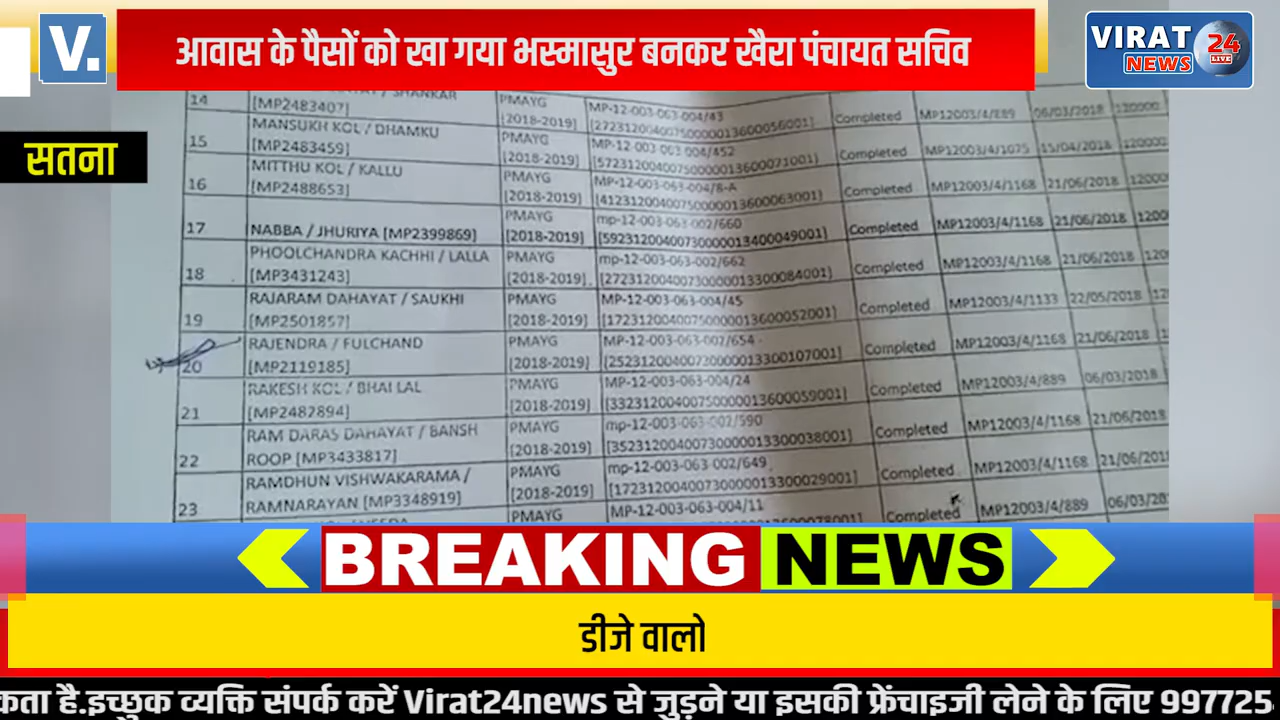 V.
आवास के पैसों को खा गया भस्मासुर बनकर खैरा पंचायत सचिव
VIRAT 24
NEWS LIVE
सतना
14 SHANKAR [MP2483407] PMAYG [2018-2019] MP-12-003-063-004/43 [2723120040075000013600056001] Completed MP12003/4/889 06/03/2018 120000
15 MANSUKH KOL / DHAMKU [MP2483459] PMAYG [2018-2019] MP-12-003-063-004/452 Completed MP12003/4/1075 15/04/2018
16 MITTHU KOL / KALLU [MP2488653] PMAYG [2018-2019] MP-12-003-063-004/8-A Completed MP12003/4/1168 21/06/2018
17 NABBA / JHURIYA [MP2399869] PMAYG [2018-2019] mp-12-003-063-002/660 Completed MP12003/4/1168 21/06/2018
18 PHOOLCHANDRA KACHHI / LALLA [MP3431243] PMAYG [2018-2019] mp-12-003-063-002/662 Completed MP12003/4/1168 21/06/2018
19 RAJARAM DAHAYAT / SAUKHI [MP2501857] PMAYG [2018-2019] MP-12-003-063-004/45 Completed MP12003/4/1133 22/05/2018
20 RAJENDRA / FULCHAND [MP2119185] PMAYG [2018-2019] MP-12-003-063-002/654 Completed MP12003/4/1168 21/06/2018
21 RAKESH KOL / BHAI LAL [MP2482894] PMAYG [2018-2019] MP-12-003-063-004/24 Completed MP12003/4/889 06/03/2018
22 RAM DARAS DAHAYAT / BANSH ROOP [MP3433817] PMAYG [2018-2019] mp-12-003-063-002/590 Completed MP12003/4/1168 21/06/2018
23 RAMDHUN VISHWAKARAMA / RAMNARAYAN [MP3348919] PMAYG [2018-2019] mp-12-003-063-002/649 Completed MP12003/4/1168
PMAYG MP-12-003-063-004/11 Completed MP12003/4/889
BREAKING NEWS
डीजे वालो
है.इच्छुक व्यक्ति संपर्क करें Virat24news से जुड़ने या इसकी फ्रेंचाइजी लेने के लिए 997725